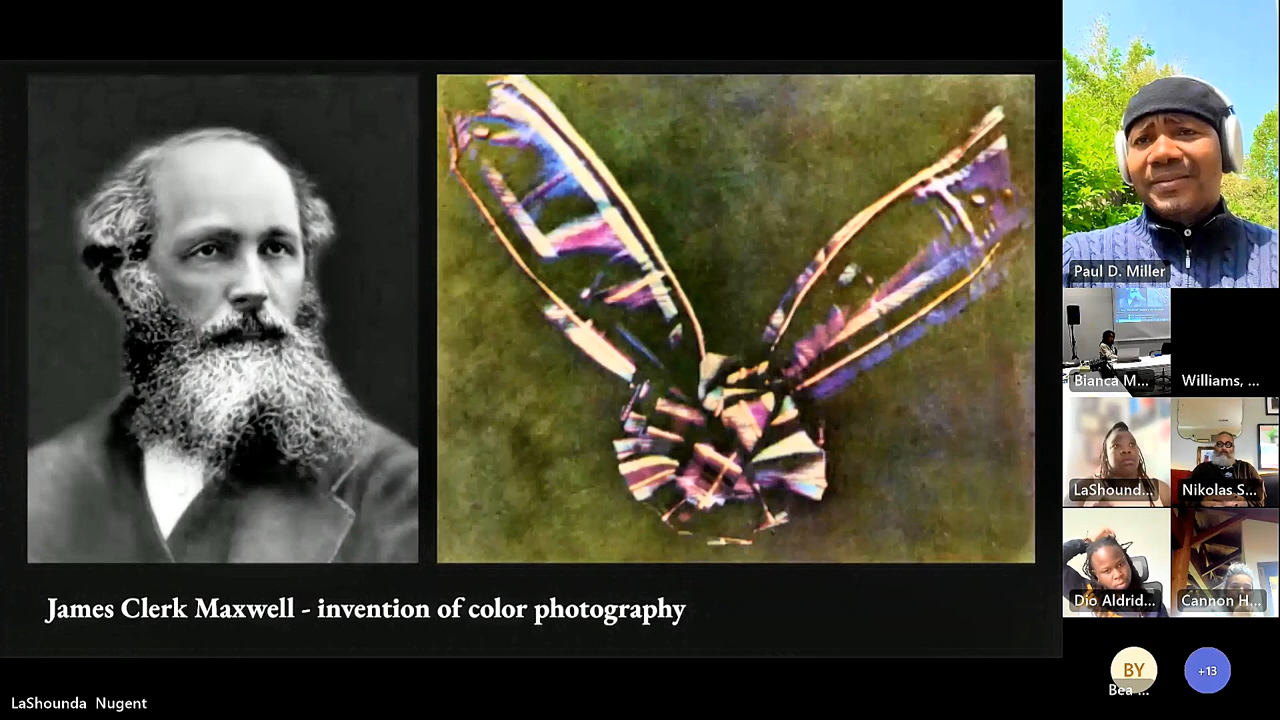 James Clerk Maxwell - invention of color photography
LaShounda Nugent
Paul D. Miller
Bianca M...
Williams, ...
LaShound...
Nikolas S...
Dio Aldrid...
Cannon H...
BY
Bea ...
+13